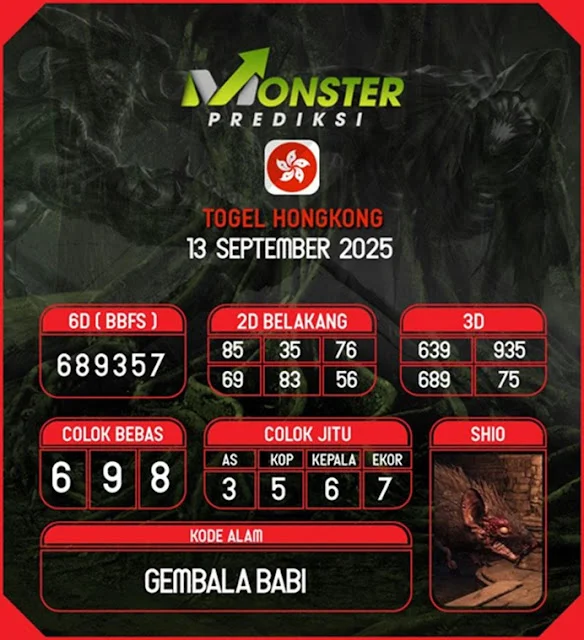 MONSTER
PREDIKSI
TOGEL HONGKONG
13 SEPTEMBER 2025
6D ( BBFS )
689357
2D BELAKANG
85 35 76
69 83 56
3D
639 935
689 75
COLOK BEBAS
6 9 8
COLOK JITU
AS KOP KEPALA EKOR
3 5 6 7
SHIO
KODE ALAM
GEMBALA BABI